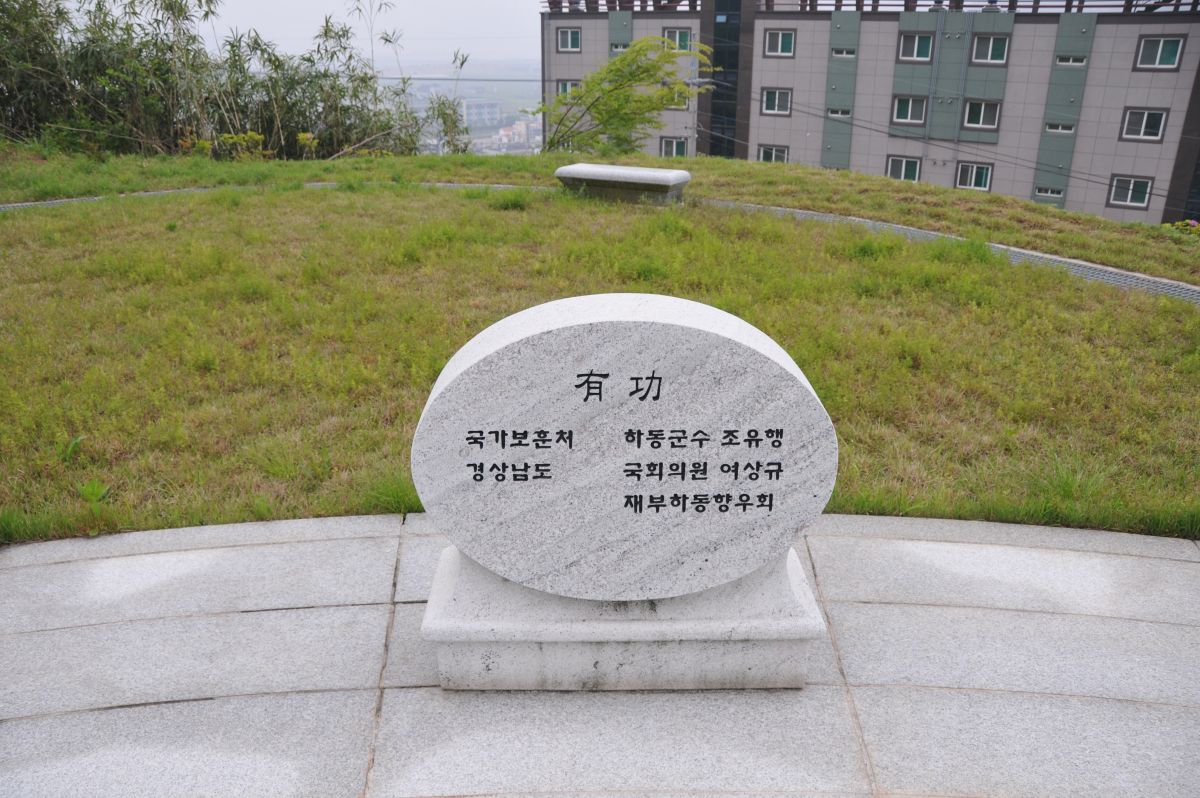 有功
국가보훈처 하동군수 조유행
경상남도 국회의원 여상규
재부하동향우회